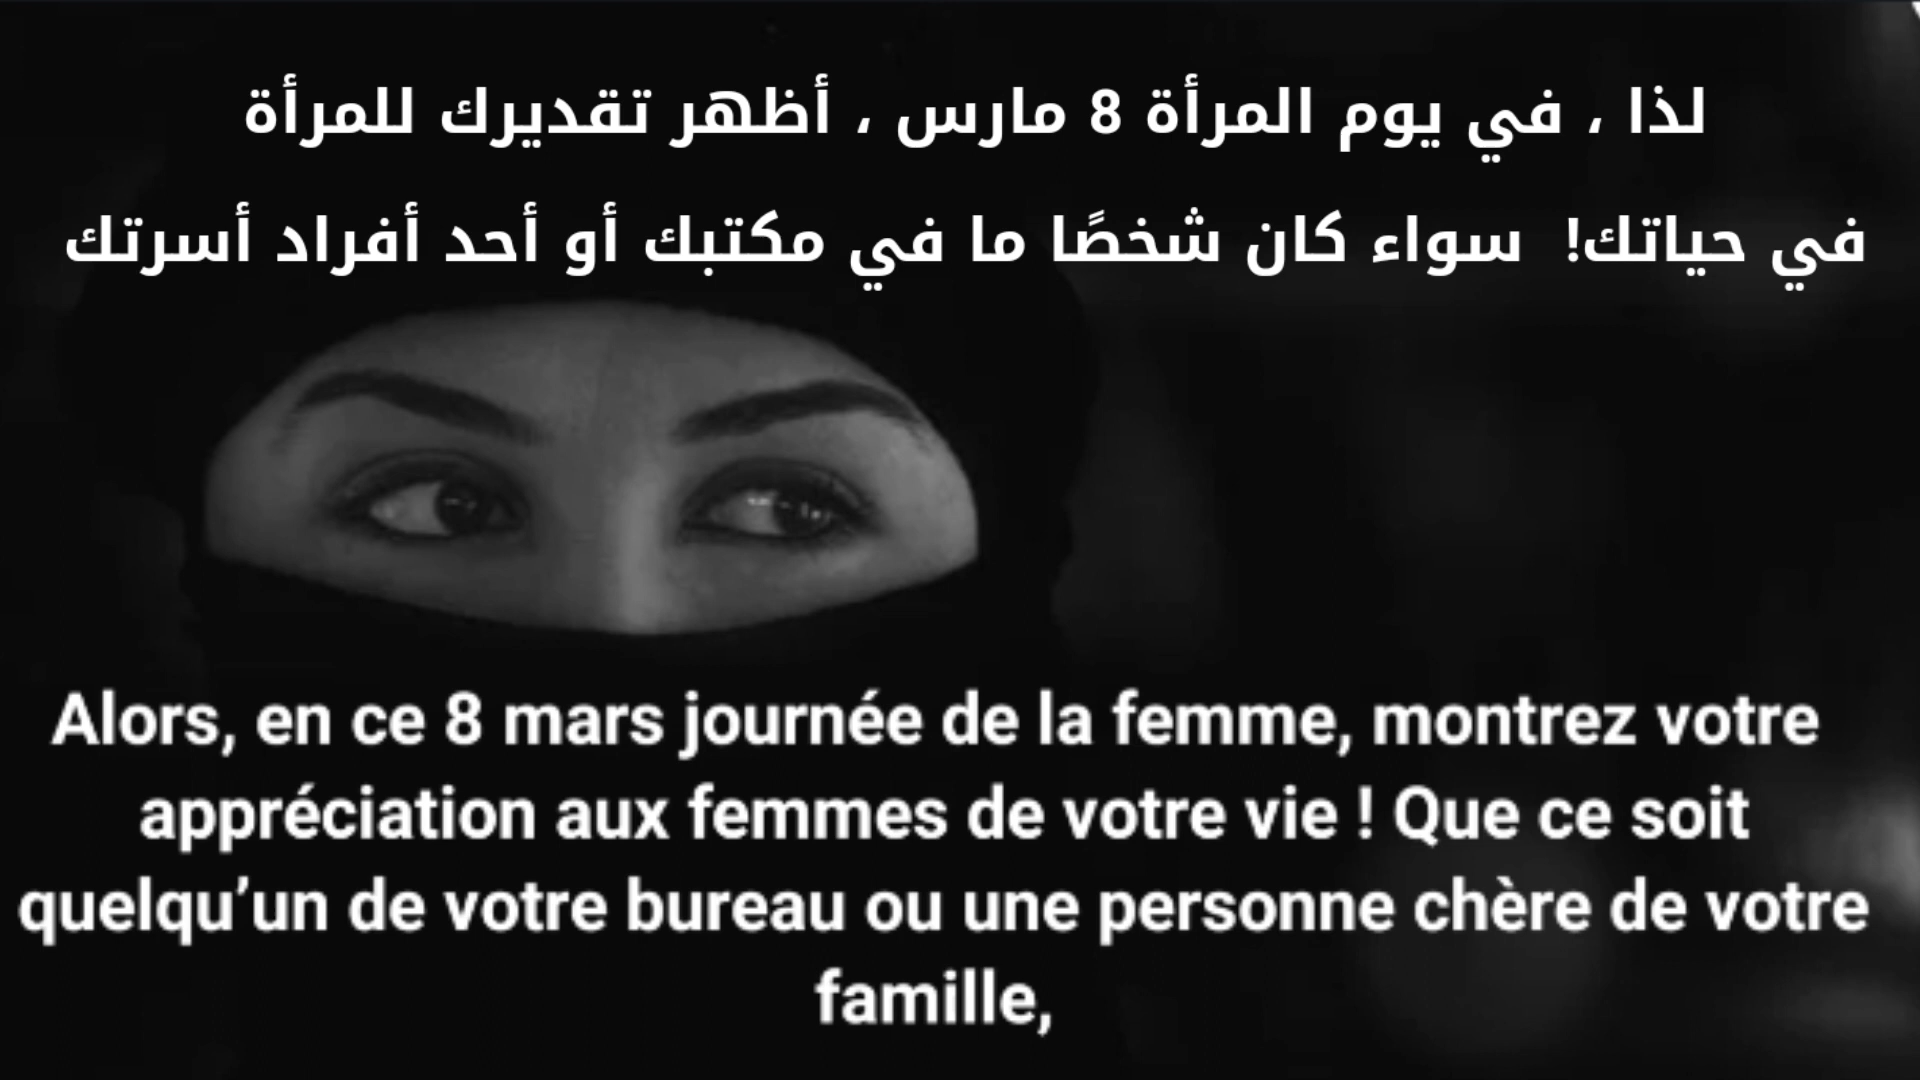 لذا ، في يوم المرأة 8 مارس ، أظهر تقديرك للمرأة
في حياتك!  سواء كان شخصًا ما في مكتبك أو أحد أفراد أسرتك
Alors, en ce 8 mars journée de la femme, montrez votre
appréciation aux femmes de votre vie ! Que ce soit
quelqu’un de votre bureau ou une personne chère de votre
famille,